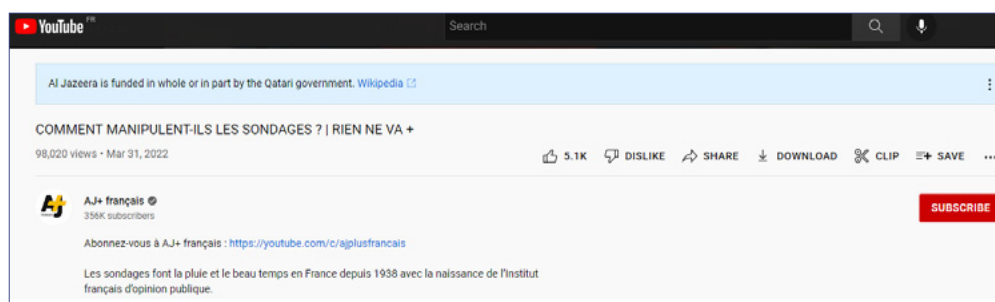 YouTube FR
Search
Al Jazeera is funded in whole or in part by the Qatari government. Wikipedia
COMMENT MANIPULENT-ILS LES SONDAGES ? | RIEN NE VA +
98,020 views • Mar 31, 2022
5.1K DISLIKE SHARE DOWNLOAD CLIP SAVE ...
AJ+ français
356K subscribers
SUBSCRIBE
Abonnez-vous à AJ+ français : https://youtube.com/c/ajplusfrancais
Les sondages font la pluie et le beau temps en France depuis 1938 avec la naissance de l'Institut
français d'opinion publique.